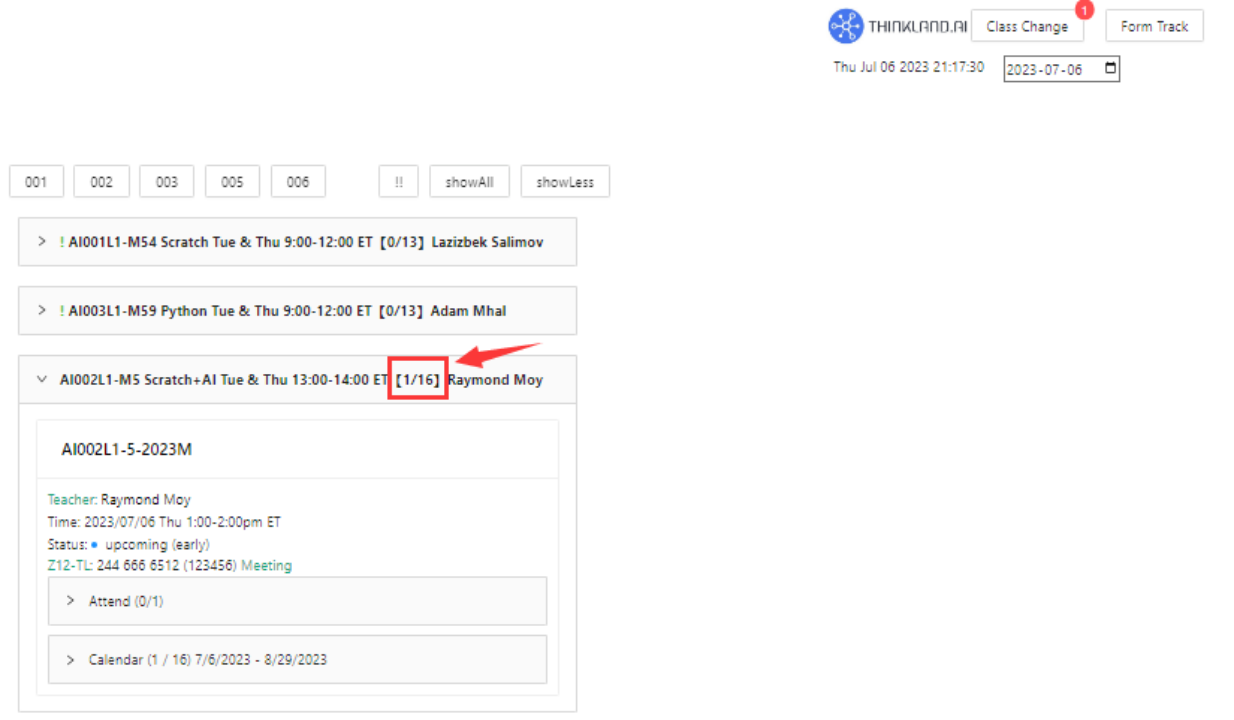 THINKLAND.AI Class Change 1 Form Track
Thu Jul 06 2023 21:17:30 2023-07-06
001 002 003 005 006 !! showAll showLess
> ! AI001L1-M54 Scratch Tue & Thu 9:00-12:00 ET【0/13】Lazizbek Salimov
> ! AI003L1-M59 Python Tue & Thu 9:00-12:00 ET【0/13】Adam Mhal
AI002L1-M5 Scratch+AI Tue & Thu 13:00-14:00 ET【1/16】Raymond Moy
AI002L1-5-2023M
Teacher: Raymond Moy
Time: 2023/07/06 Thu 1:00-2:00pm ET
Status: • upcoming (early)
Z12-TL: 244 666 6512 (123456) Meeting
> Attend (0/1)
> Calendar (1 / 16) 7/6/2023 - 8/29/2023